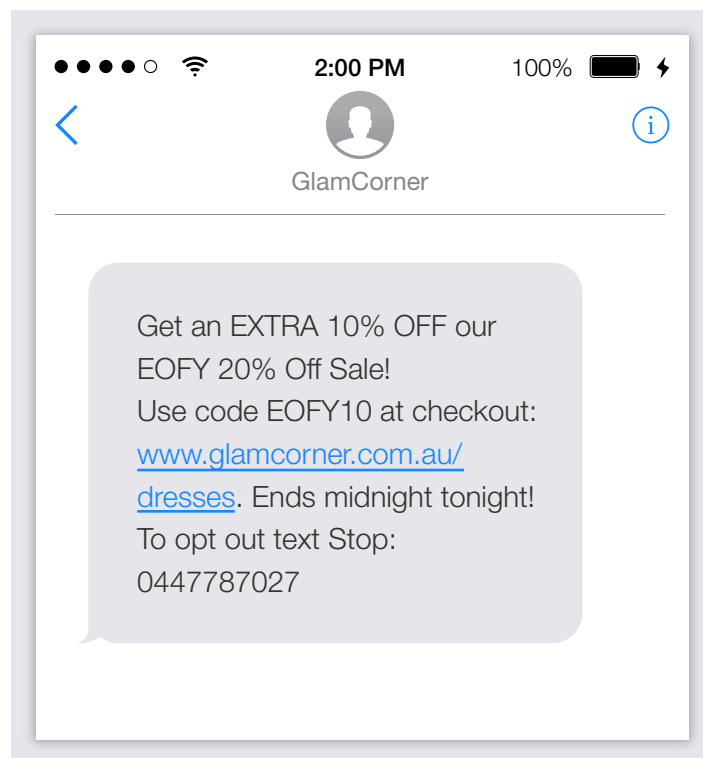 2:00 PM 100%
i
GlamCorner
Get an EXTRA 10% OFF our
EOFY 20% Off Sale!
Use code EOFY10 at checkout:
www.glamcorner.com.au/
dresses. Ends midnight tonight!
To opt out text Stop:
0447787027